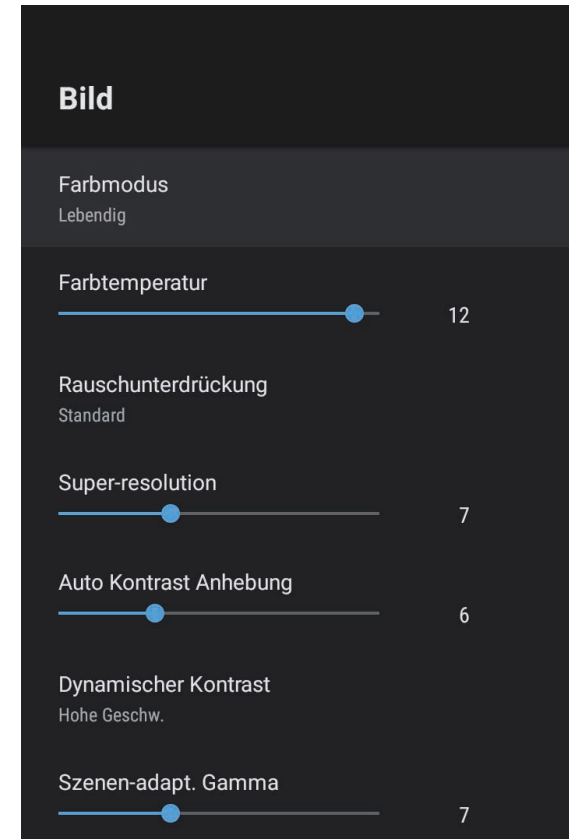 Bild
Farbmodus
Lebendig
Farbtemperatur
12
Rauschunterdrückung
Standard
Super-resolution
7
Auto Kontrast Anhebung
6
Dynamischer Kontrast
Hohe Geschw.
Szenen-adapt. Gamma
7